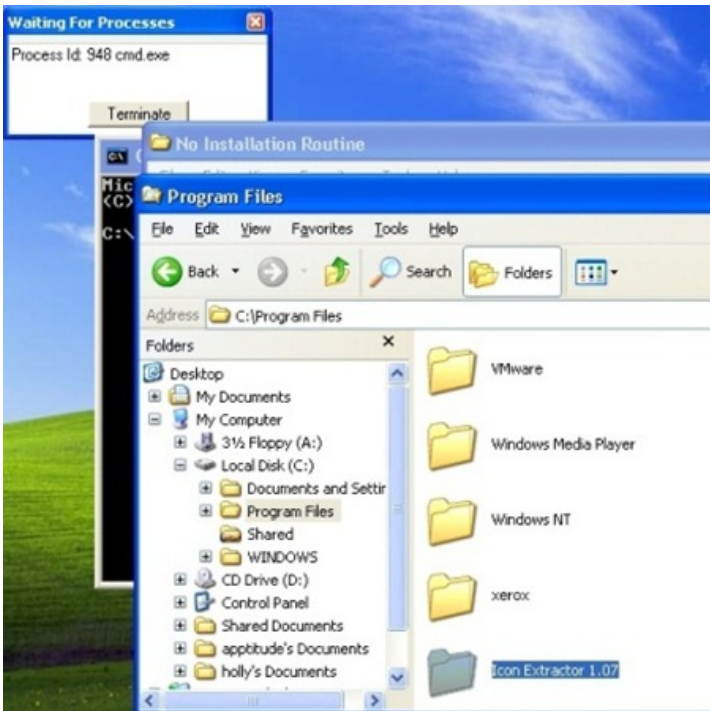 Waiting For Processes
Process Id: 948 cmd.exe
Terminate
No Installation Routine
Mic
(C)
C:\
Program Files
File Edit View Favorites Tools Help
Back Search Folders
Address C:\Program Files
Folders
Desktop
My Documents
My Computer
3½ Floppy (A:)
Local Disk (C:)
Documents and Settin
Program Files
Shared
WINDOWS
CD Drive (D:)
Control Panel
Shared Documents
apptitude's Documents
holly's Documents
VMware
Windows Media Player
Windows NT
xerox
Icon Extractor 1.07